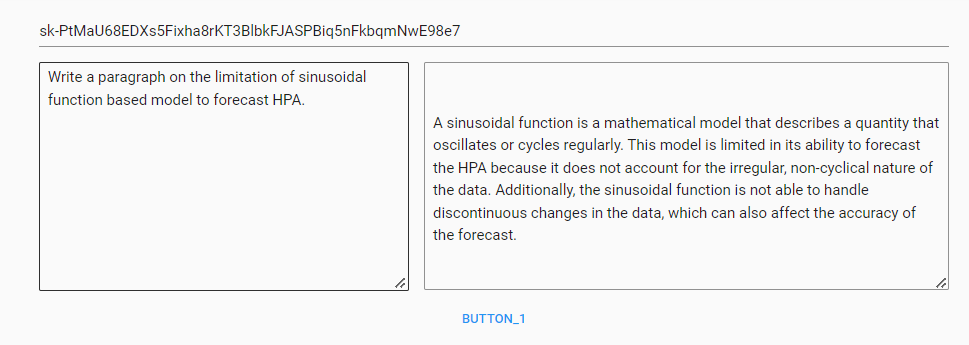 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
Write a paragraph on the limitation of sinusoidal
function based model to forecast HPA.
A sinusoidal function is a mathematical model that describes a quantity that
oscillates or cycles regularly. This model is limited in its ability to forecast
the HPA because it does not account for the irregular, non-cyclical nature of
the data. Additionally, the sinusoidal function is not able to handle
discontinuous changes in the data, which can also affect the accuracy of
the forecast.
BUTTON_1